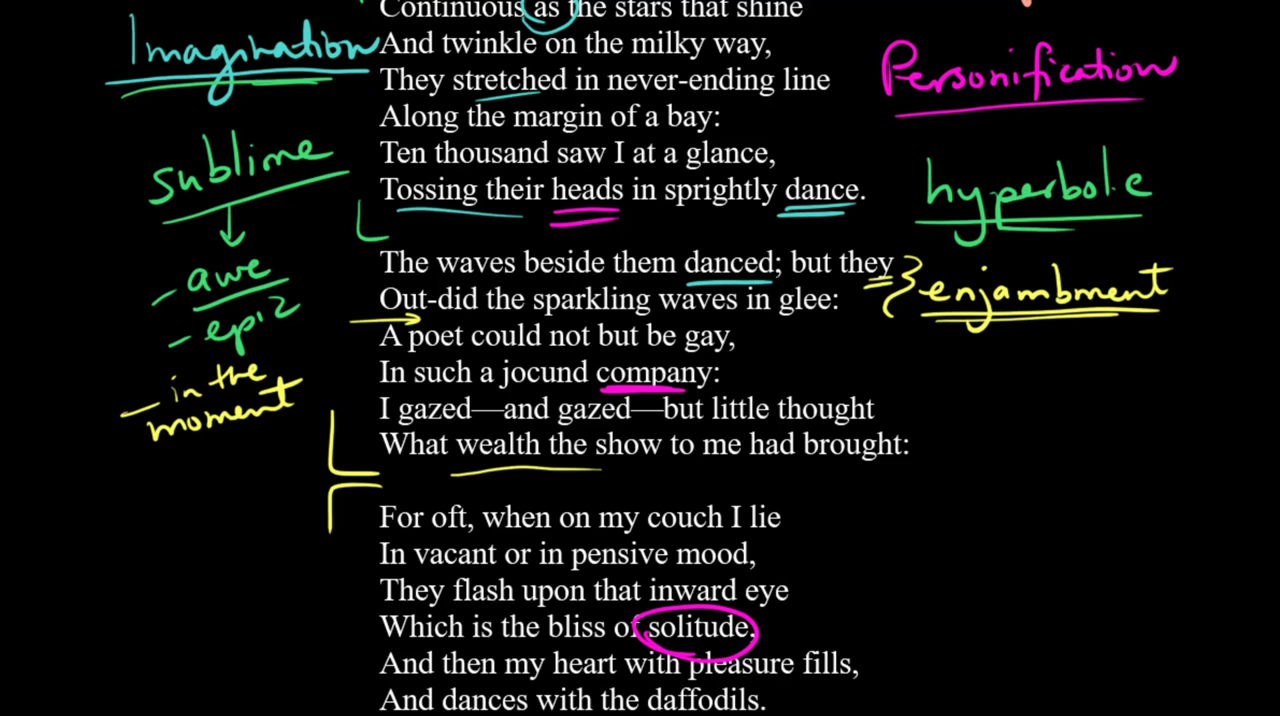 Continuous as the stars that shine
And twinkle on the milky way,
They stretched in never-ending line
Along the margin of a bay:
Ten thousand saw I at a glance,
Tossing their heads in sprightly dance.
The waves beside them danced; but they
Out-did the sparkling waves in glee:
A poet could not but be gay,
In such a jocund company:
I gazed—and gazed—but little thought
What wealth the show to me had brought:
For oft, when on my couch I lie
In vacant or in pensive mood,
They flash upon that inward eye
Which is the bliss of solitude.
And then my heart with pleasure fills,
And dances with the daffodils.
Imagination
sublime
- awe
- epic
- in the
moment
Personification
hyperbole
enjambment